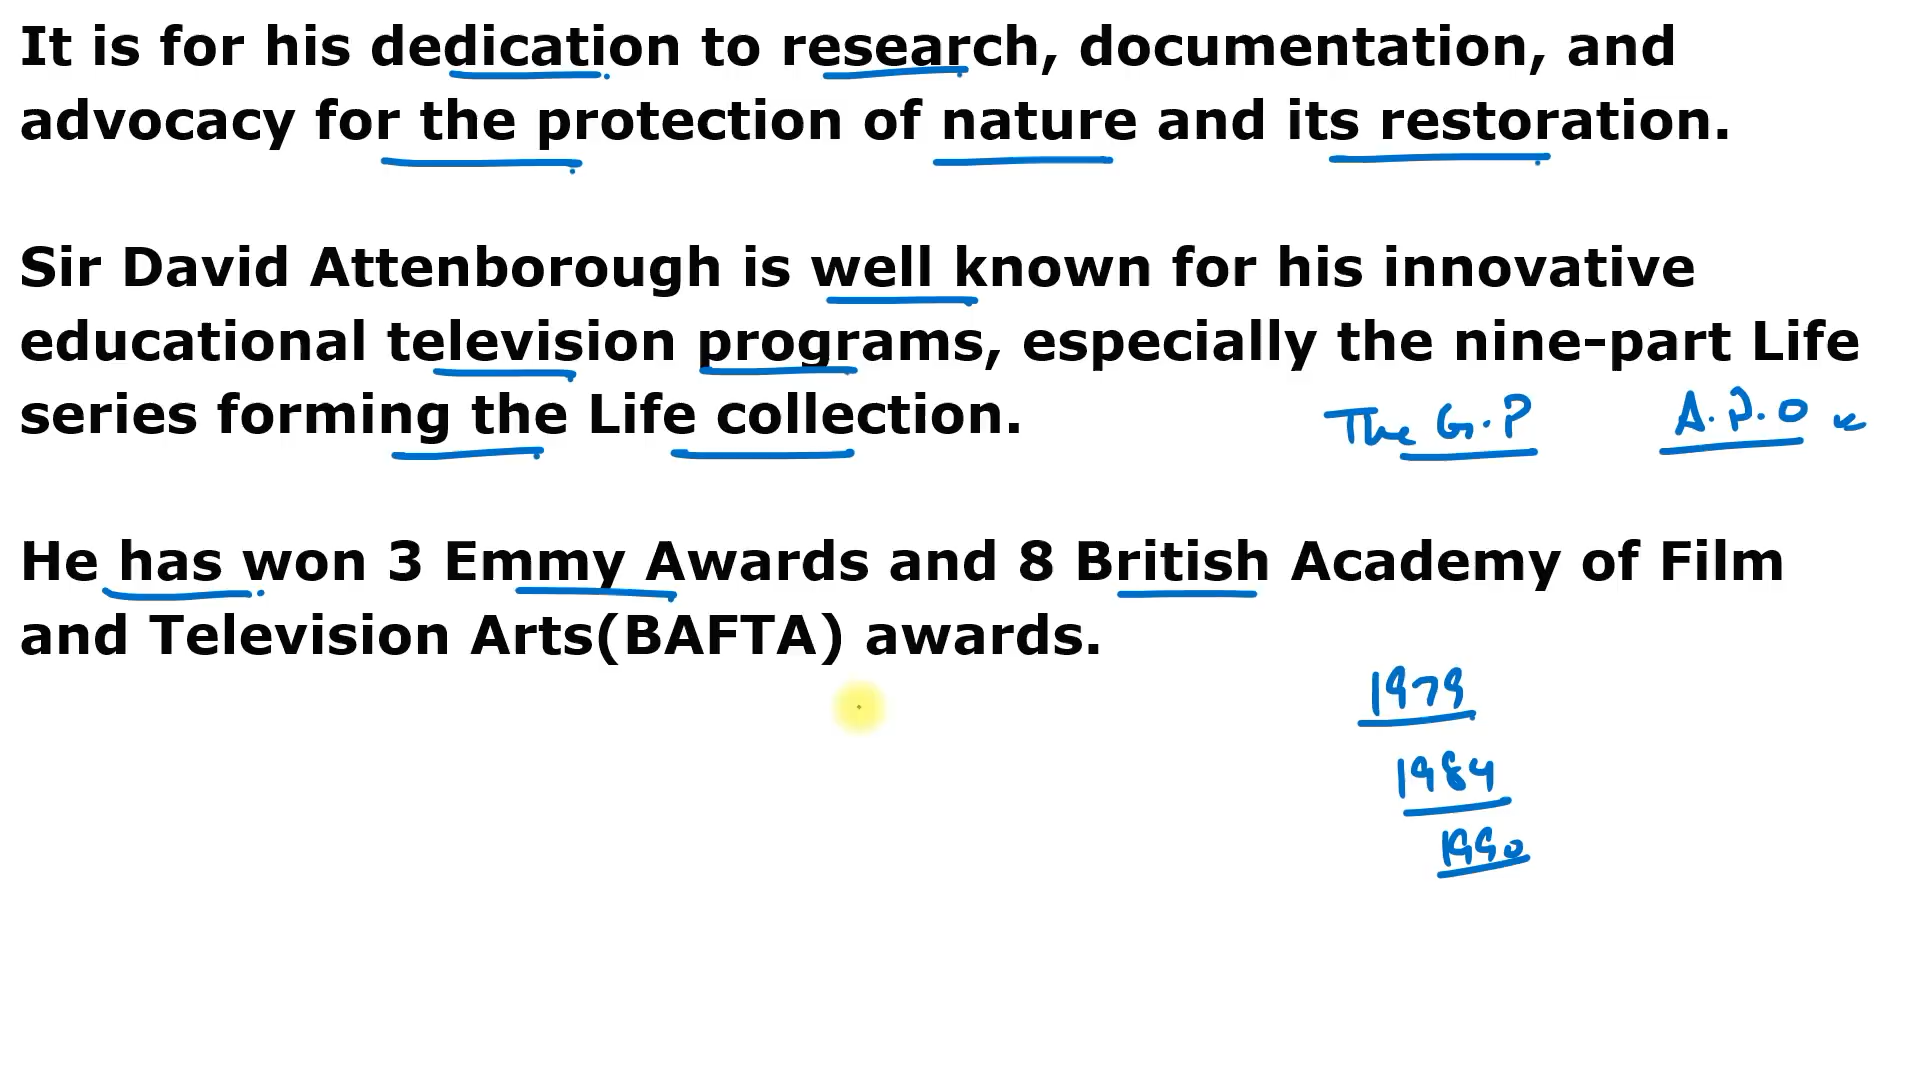 It is for his dedication to research, documentation, and
advocacy for the protection of nature and its restoration.
Sir David Attenborough is well known for his innovative
educational television programs, especially the nine-part Life
series forming the Life collection.
The G.P
A.P.O
He has won 3 Emmy Awards and 8 British Academy of Film
and Television Arts(BAFTA) awards.
1979
1984
1990